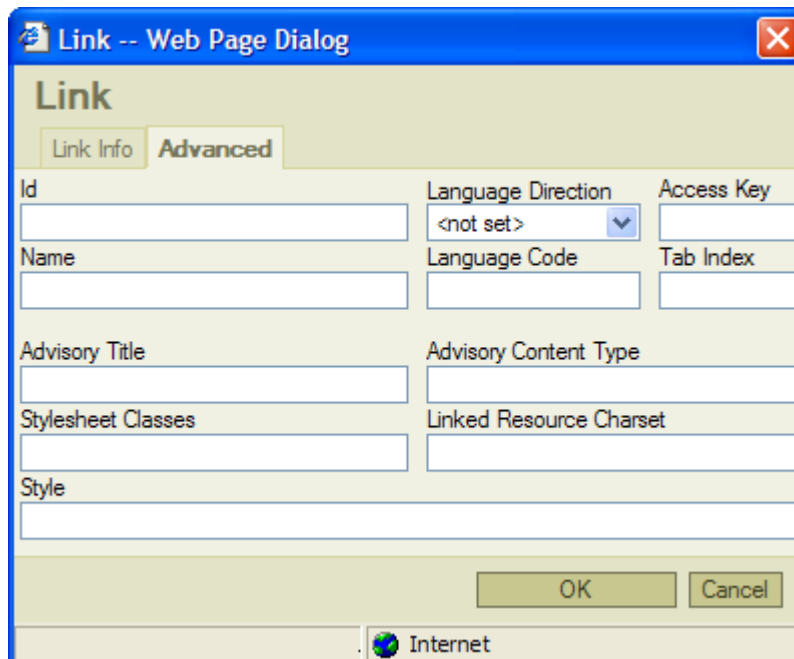 Link -- Web Page Dialog
Link
Link Info Advanced
Id Language Direction Access Key
<not set>
Name Language Code Tab Index
Advisory Title Advisory Content Type
Stylesheet Classes Linked Resource Charset
Style
OK Cancel
. Internet